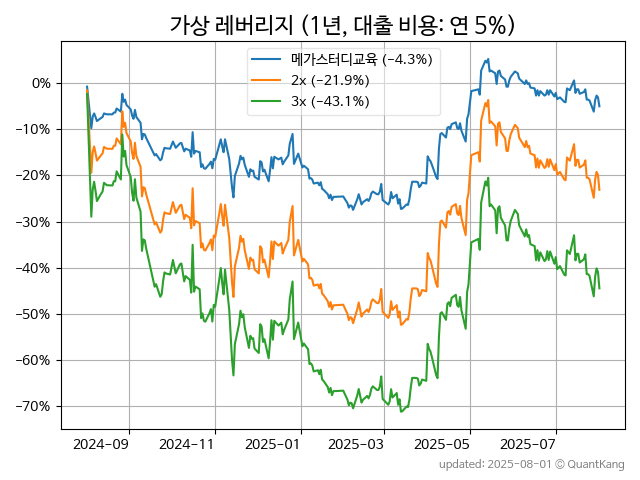 가상 레버리지 (1년, 대출 비용: 연 5%)
메가스터디교육 (−4.3%)
2x (−21.9%)
3x (−43.1%)
0%
−10%
−20%
−30%
−40%
−50%
−60%
−70%
2024-09
2024-11
2025-01
2025-03
2025-05
2025-07
updated: 2025-08-01 © QuantKang